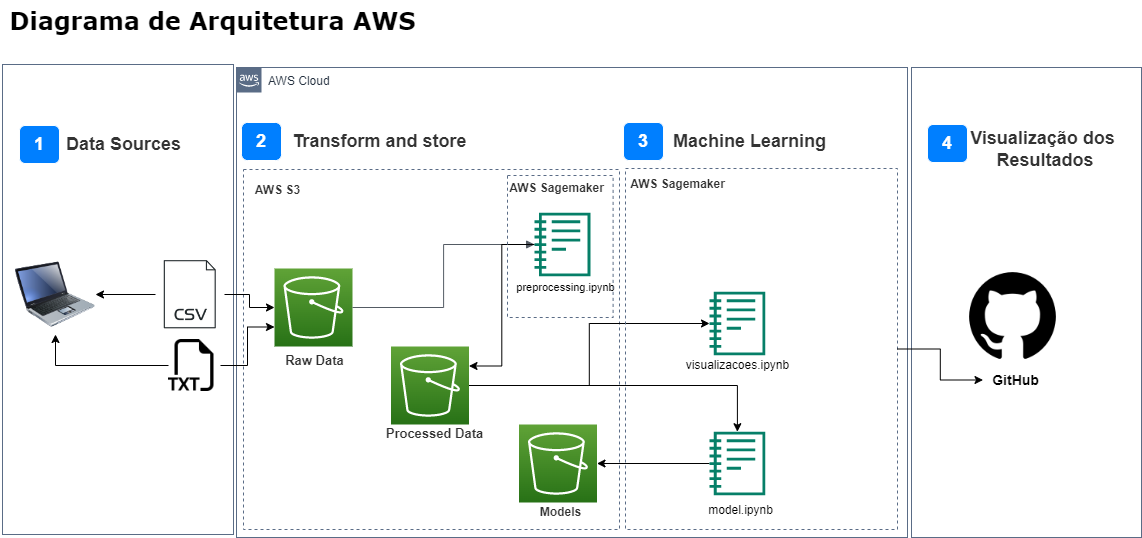 Diagrama de Arquitetura AWS
aws
AWS Cloud
1
Data Sources
2
Transform and store
3
Machine Learning
4
Visualização dos
Resultados
AWS S3
AWS Sagemaker
AWS Sagemaker
CSV
TXT
preprocessing.ipynb
Raw Data
Processed Data
Models
visualizacoes.ipynb
model.ipynb
GitHub